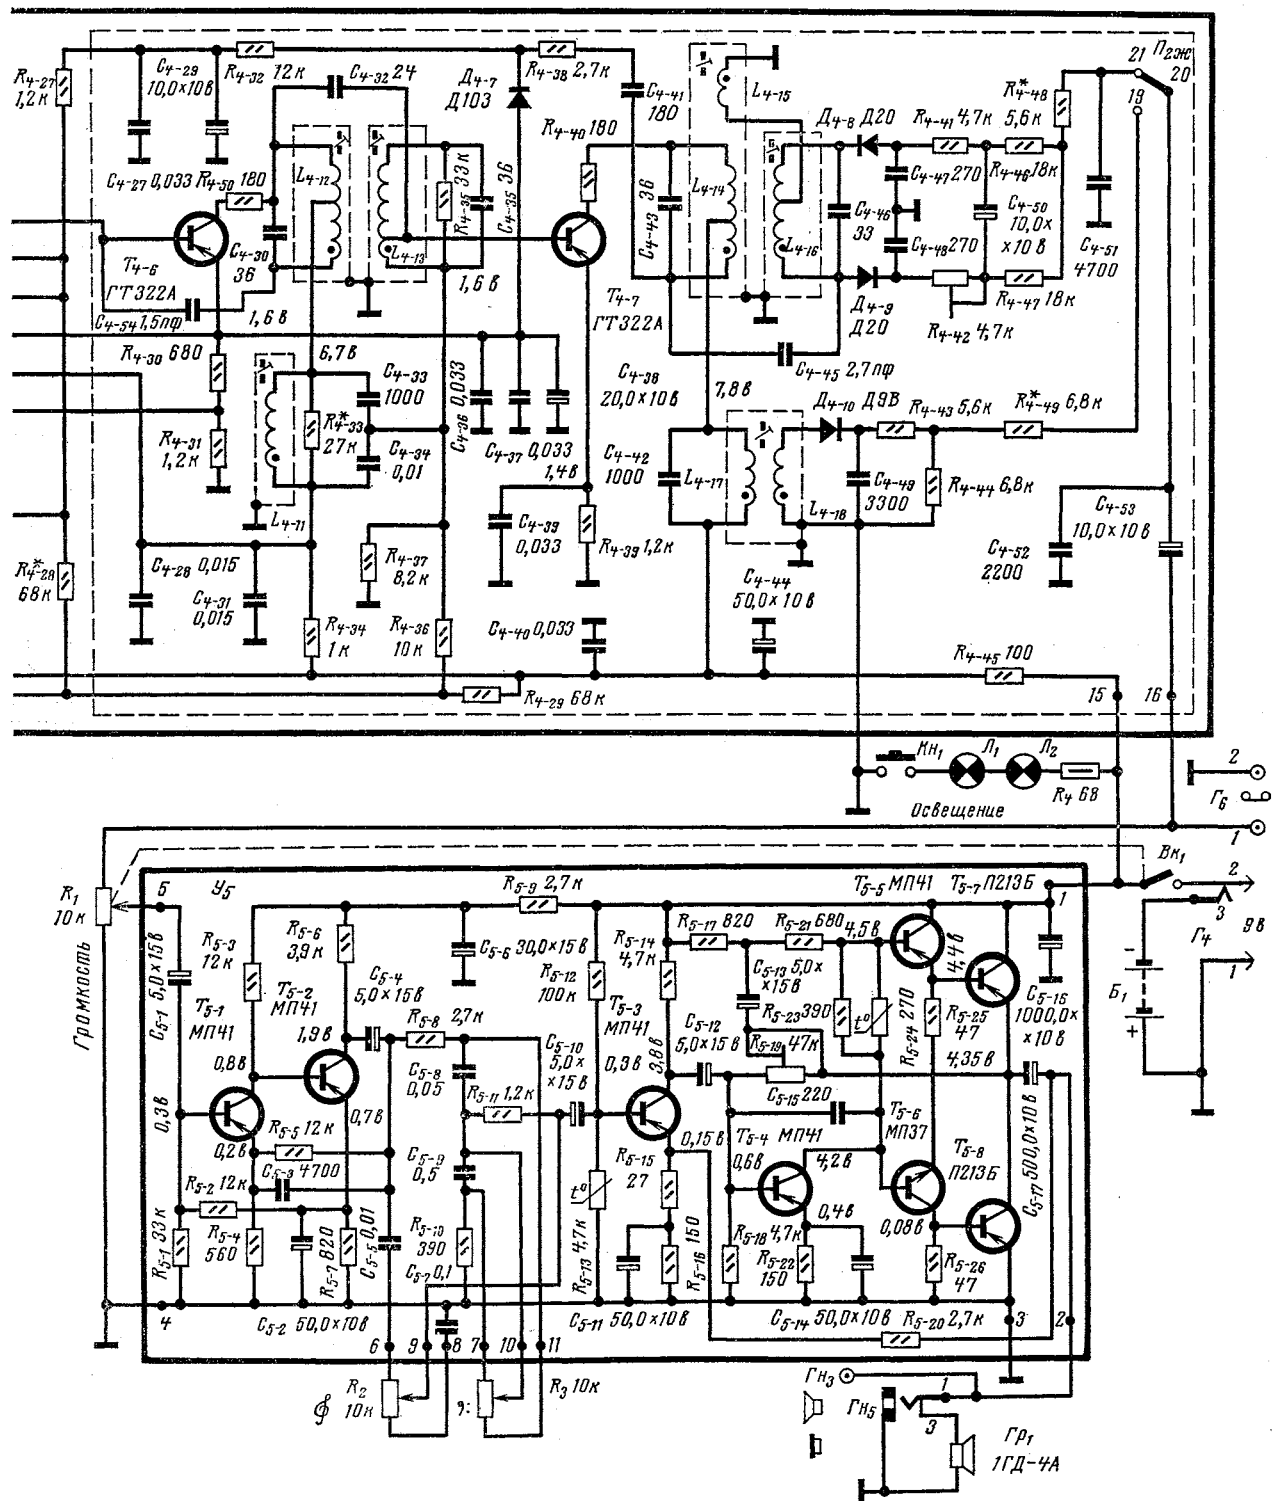 R4-27
1,2к
C4-29
10,0×10в
R4-32
12к
C4-32 24
Д4-7
Д103
R4-38 2,7к
C4-41
180
L4-15
21
П2ж
20
19
R*4-48
5,6к
Д4-8 Д20
R4-41 4,7к
R4-40 180
C4-27 0,033
R4-50 180
L4-12
R4-35 33к
C4-35 36
L4-13
C4-43 36
L4-14
C4-47 270
R4-46 18к
C4-46
33
C4-50
10,0×
×10в
C4-51
4700
L4-16
C4-48 270
T4-6
ГТ322А
C4-30
36
C4-54 1,5пф
1,6в
1,6в
T4-7
ГТ322А
Д4-9
Д20
R4-47 18к
R4-42 4,7к
R4-30 680
6,7в
C4-33
1000
C4-36 0,033
C4-38
20,0×10в
C4-45 2,7пф
7,8в
Д4-10 Д9В
R4-43 5,6к
R*4-49 6,8к
R4-31
1,2к
R*4-33
27к
C4-34
0,01
C4-37 0,033
1,4в
C4-42
1000
L4-17
L4-11
L4-18
C4-49
3300
R4-44 6,8к
C4-53
10,0×10в
C4-39
0,033
R4-39 1,2к
R*4-28
68к
C4-28 0,015
C4-31
0,015
R4-37
8,2к
C4-44
50,0×10в
C4-52
2200
R4-34
1к
R4-36
10к
C4-40 0,033
R4-45 100
R4-29 68к
15
16
Кн1
Л1
Л2
R4 68
Освещение
2
Г6
1
R1
10к
Громкость
5
У5
R5-9 2,7к
T5-5 МП41
T5-7 П213Б
1
Вк1
2
3
Г4
9в
1
Б1
-
+
R5-3
12к
R5-6
3,9к
C5-6 30,0×15в
R5-14
4,7к
R5-17 820
R5-21 680
4,5в
4,4в
C5-1 5,0×15в
T5-1
МП41
T5-2
МП41
C5-4
5,0×15в
R5-12
100к
T5-3
МП41
C5-13
5,0×
×15в
R5-23 390
t°
R5-24 270
R5-25
47
C5-16
1000,0×
×10в
1,9в
R5-8
2,7к
C5-10
5,0×
×15в
C5-12
5,0×15в
R5-19 47к
4,35в
0,8в
C5-8
0,05
0,9в
3,8в
C5-15 220
0,3в
R5-11 1,2к
T5-6
МП37
0,7в
R5-5 12к
0,2в
C5-3 4700
C5-9
0,5
0,15в
T5-4 МП41
0,6в
4,2в
T5-8
П213Б
C5-17 500,0×10в
R5-2 12к
t°
R5-15
27
0,4в
0,08в
R5-1 33к
R5-4
560
R5-7 820
C5-5 0,01
R5-10
390
C5-7 0,1
R5-13 4,7к
R5-16 150
R5-18 4,7к
R5-22
150
R5-26
47
4
C5-2 50,0×10в
C5-11 50,0×10в
C5-14 50,0×10в
R5-20 2,7к
3
2
6
9
8
7
10
11
R2
10к
R3 10к
Гн3
Гн5
1
3
Гр1
1ГД-4А